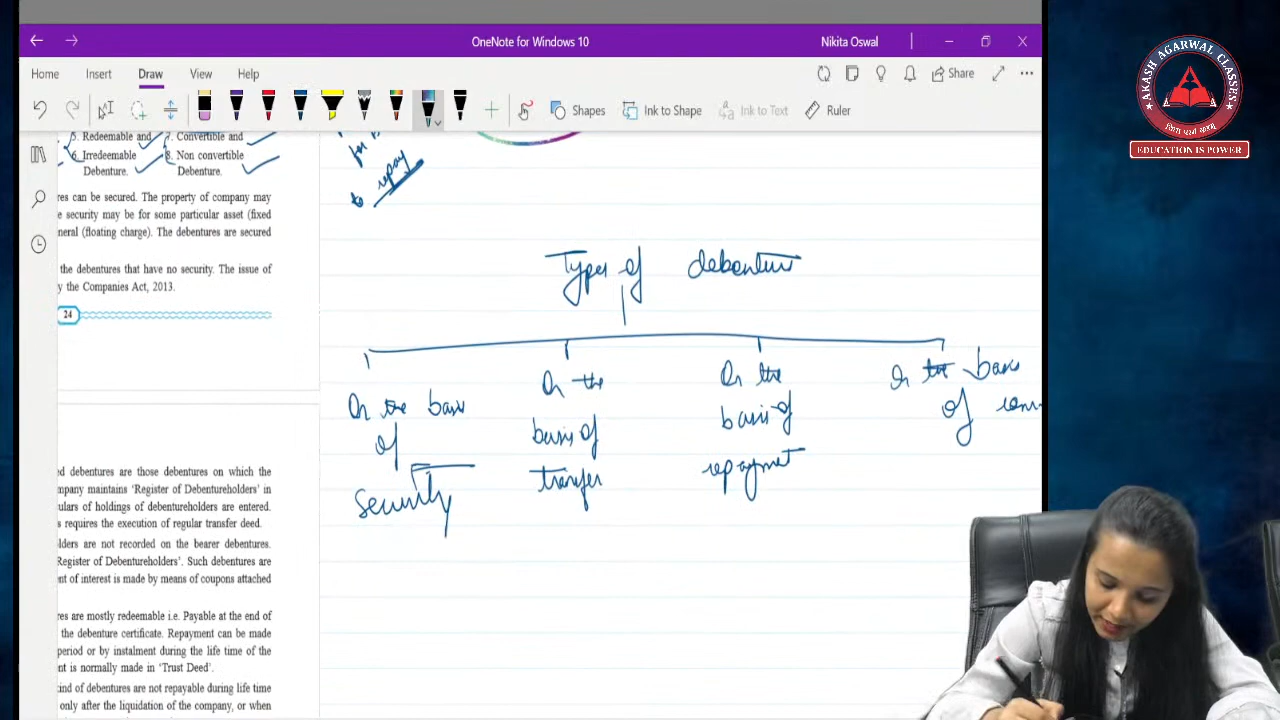 OneNote for Windows 10
Nikita Oswal
Home Insert Draw View Help
Share
Shapes
Ink to Shape
Ink to Text
Ruler
5. Redeemable and
7. Convertible and
6. Irredeemable
8. Non convertible
Debenture.
Debenture.
for
to repay
res can be secured. The property of company may
e security may be for some particular asset (fixed
neral (floating charge). The debentures are secured
the debentures that have no security. The issue of
y the Companies Act, 2013.
24
Types of debenture
On the basis
of
security
On the
basis of
transfer
On the
basis of
repayment
On the basis
of
ed debentures are those debentures on which the
mpany maintains 'Register of Debentureholders' in
ulars of holdings of debentureholders are entered.
s requires the execution of regular transfer deed.
lders are not recorded on the bearer debentures.
Register of Debentureholders'. Such debentures are
nt of interest is made by means of coupons attached
res are mostly redeemable i.e. Payable at the end of
the debenture certificate. Repayment can be made
period or by instalment during the life time of the
nt is normally made in 'Trust Deed'.
kind of debentures are not repayable during life time
only after the liquidation of the company, or when
AKASH AGARWAL CLASSES
EDUCATION IS POWER